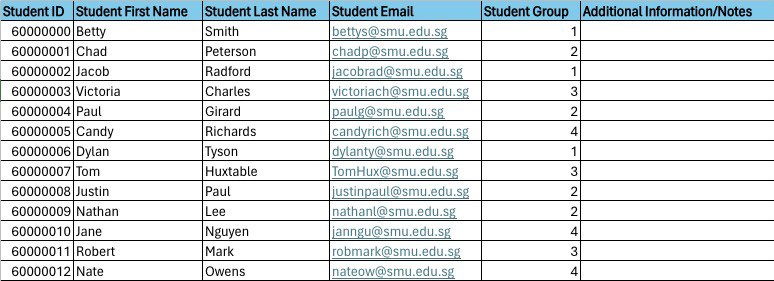 Student ID Student First Name Student Last Name Student Email Student Group Additional Information/Notes
60000000 Betty Smith bettys@smu.edu.sg 1
60000001 Chad Peterson chadp@smu.edu.sg 2
60000002 Jacob Radford jacobrad@smu.edu.sg 1
60000003 Victoria Charles victoriach@smu.edu.sg 3
60000004 Paul Girard paulg@smu.edu.sg 2
60000005 Candy Richards candyrich@smu.edu.sg 4
60000006 Dylan Tyson dylanty@smu.edu.sg 1
60000007 Tom Huxtable TomHux@smu.edu.sg 3
60000008 Justin Paul justinpaul@smu.edu.sg 2
60000009 Nathan Lee nathanl@smu.edu.sg 2
60000010 Jane Nguyen janngu@smu.edu.sg 4
60000011 Robert Mark robmark@smu.edu.sg 3
60000012 Nate Owens nateow@smu.edu.sg 4